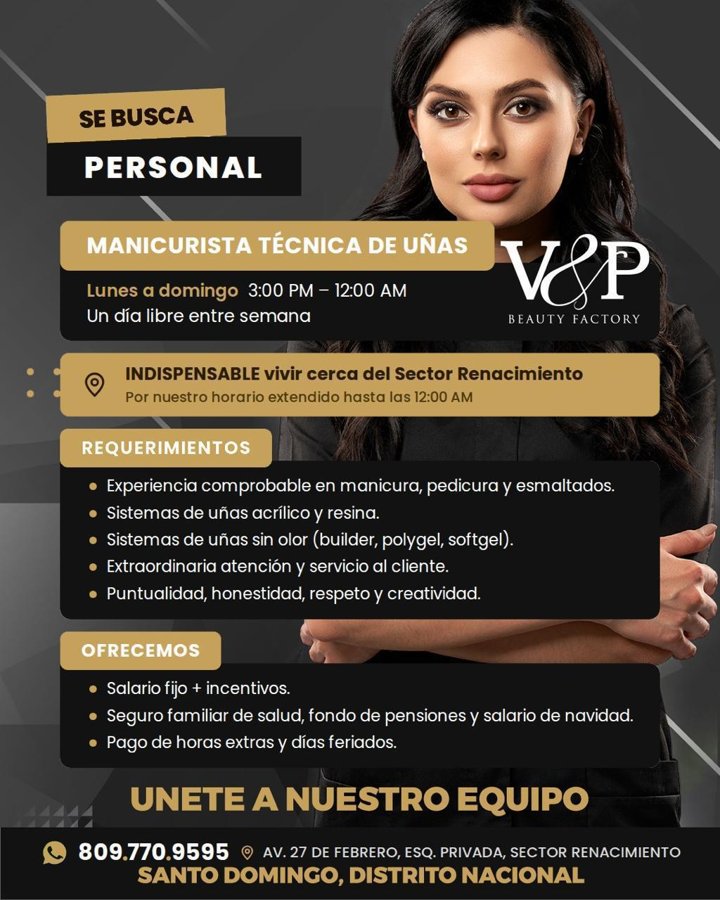 SE BUSCA
PERSONAL
MANICURISTA TÉCNICA DE UÑAS
Lunes a domingo 3:00 PM – 12:00 AM
Un día libre entre semana
V&P
BEAUTY FACTORY
INDISPENSABLE vivir cerca del Sector Renacimiento
Por nuestro horario extendido hasta las 12:00 AM
REQUERIMIENTOS
• Experiencia comprobable en manicura, pedicura y esmaltados.
• Sistemas de uñas acrílico y resina.
• Sistemas de uñas sin olor (builder, polygel, softgel).
• Extraordinaria atención y servicio al cliente.
• Puntualidad, honestidad, respeto y creatividad.
OFRECEMOS
• Salario fijo + incentivos.
• Seguro familiar de salud, fondo de pensiones y salario de navidad.
• Pago de horas extras y días feriados.
UNETE A NUESTRO EQUIPO
809.770.9595 AV. 27 DE FEBRERO, ESQ. PRIVADA, SECTOR RENACIMIENTO
SANTO DOMINGO, DISTRITO NACIONAL